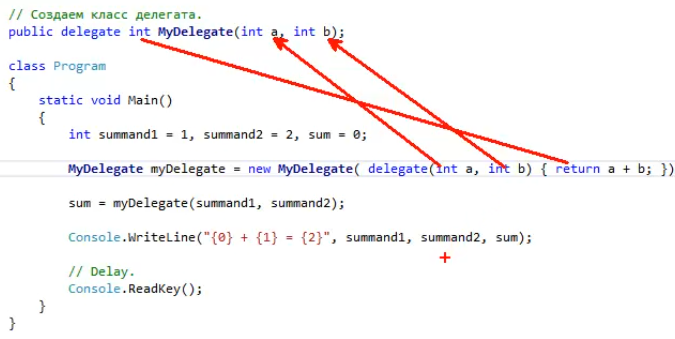 // Создаем класс делегата.
public delegate int MyDelegate(int a, int b);
class Program
{
static void Main()
{
int summand1 = 1, summand2 = 2, sum = 0;
MyDelegate myDelegate = new MyDelegate( delegate(int a, int b) { return a + b; })
sum = myDelegate(summand1, summand2);
Console.WriteLine("{0} + {1} = {2}", summand1, summand2, sum);
// Delay.
Console.ReadKey();
}
}